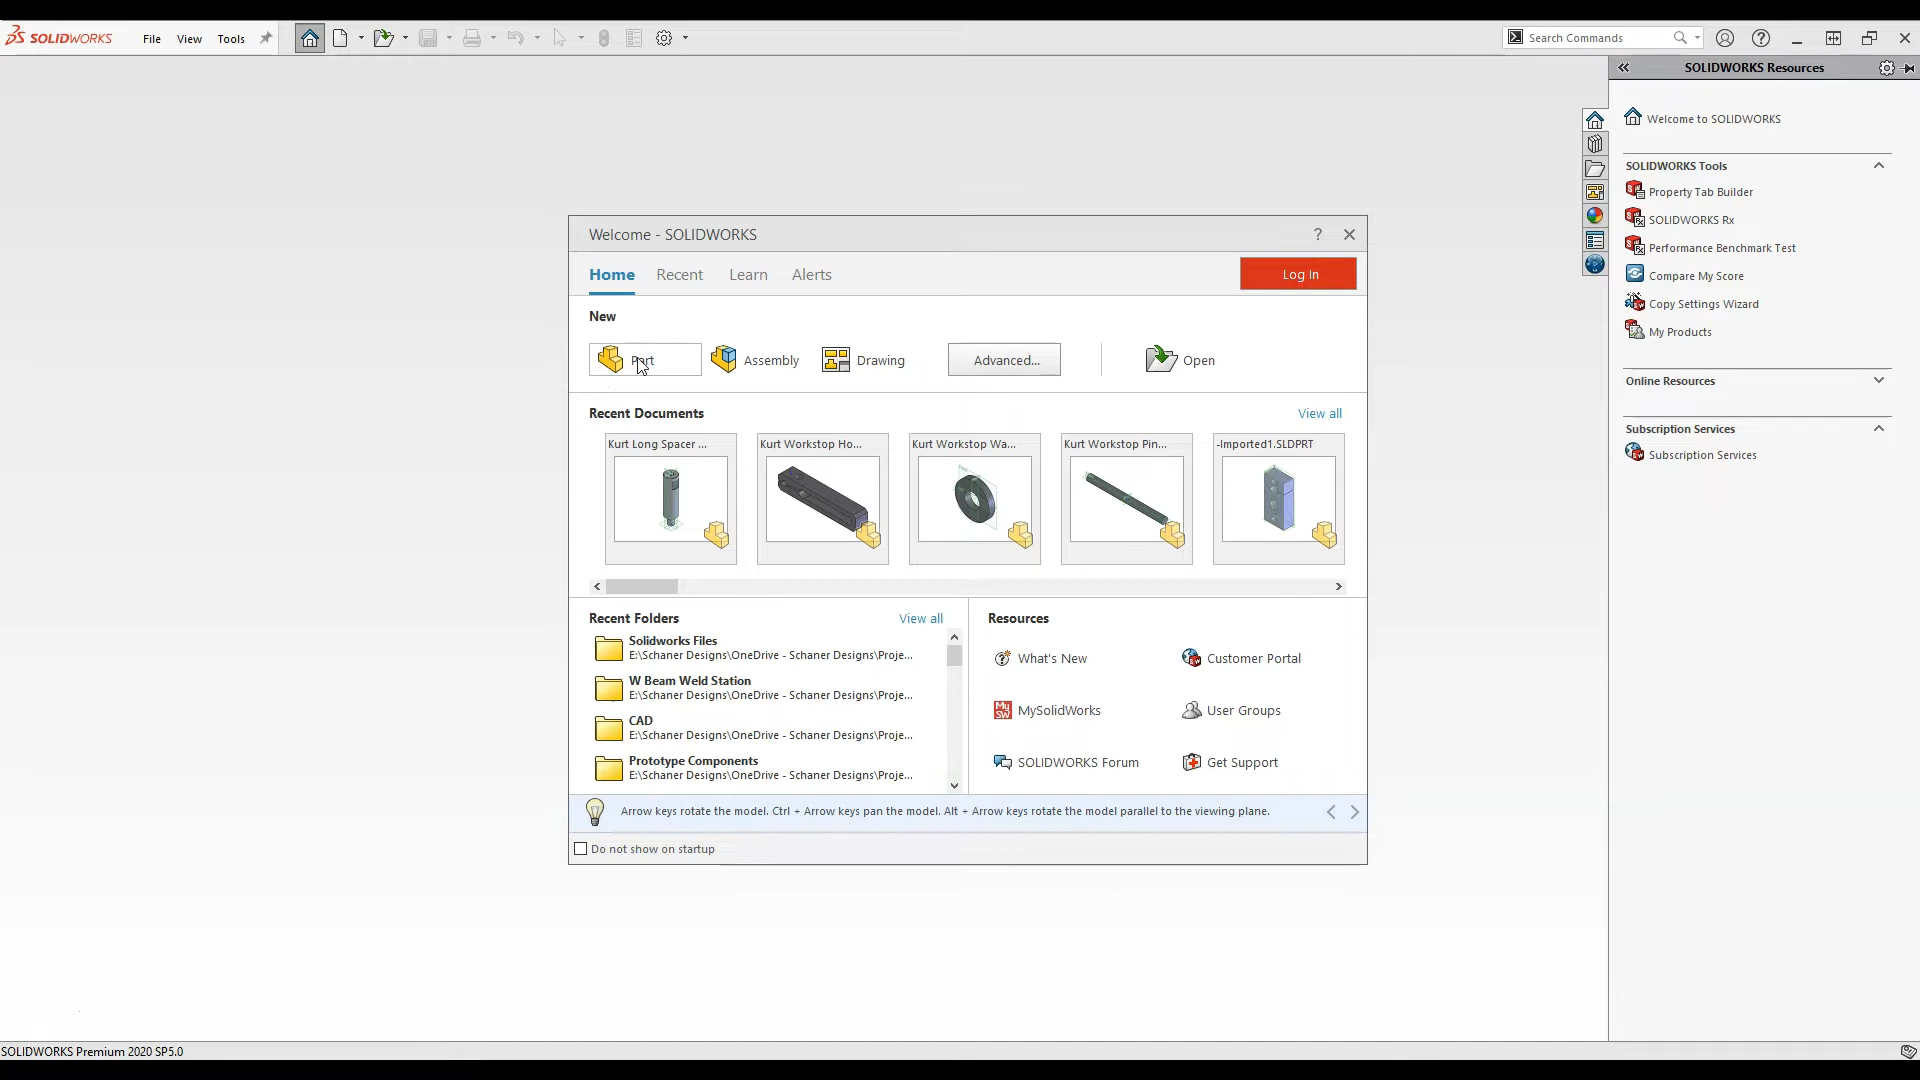 SOLIDWORKS File View Tools Search Commands
SOLIDWORKS Resources
Welcome to SOLIDWORKS
SOLIDWORKS Tools
Property Tab Builder
SOLIDWORKS Rx
Performance Benchmark Test
Compare My Score
Copy Settings Wizard
My Products
Online Resources
Subscription Services
Subscription Services
Welcome - SOLIDWORKS
Home Recent Learn Alerts Log In
New
Part Assembly Drawing Advanced... Open
Recent Documents View all
Kurt Long Spacer ... Kurt Workstop Ho... Kurt Workstop Wa... Kurt Workstop Pin... -Imported1.SLDPRT
Recent Folders View all
Solidworks Files
E:\Schaner Designs\OneDrive - Schaner Designs\Proje...
W Beam Weld Station
E:\Schaner Designs\OneDrive - Schaner Designs\Proje...
CAD
E:\Schaner Designs\OneDrive - Schaner Designs\Proje...
Prototype Components
E:\Schaner Designs\OneDrive - Schaner Designs\Proje...
Resources
What's New Customer Portal
My SW MySolidWorks User Groups
SOLIDWORKS Forum Get Support
Arrow keys rotate the model. Ctrl + Arrow keys pan the model. Alt + Arrow keys rotate the model parallel to the viewing plane.
Do not show on startup
SOLIDWORKS Premium 2020 SP5.0